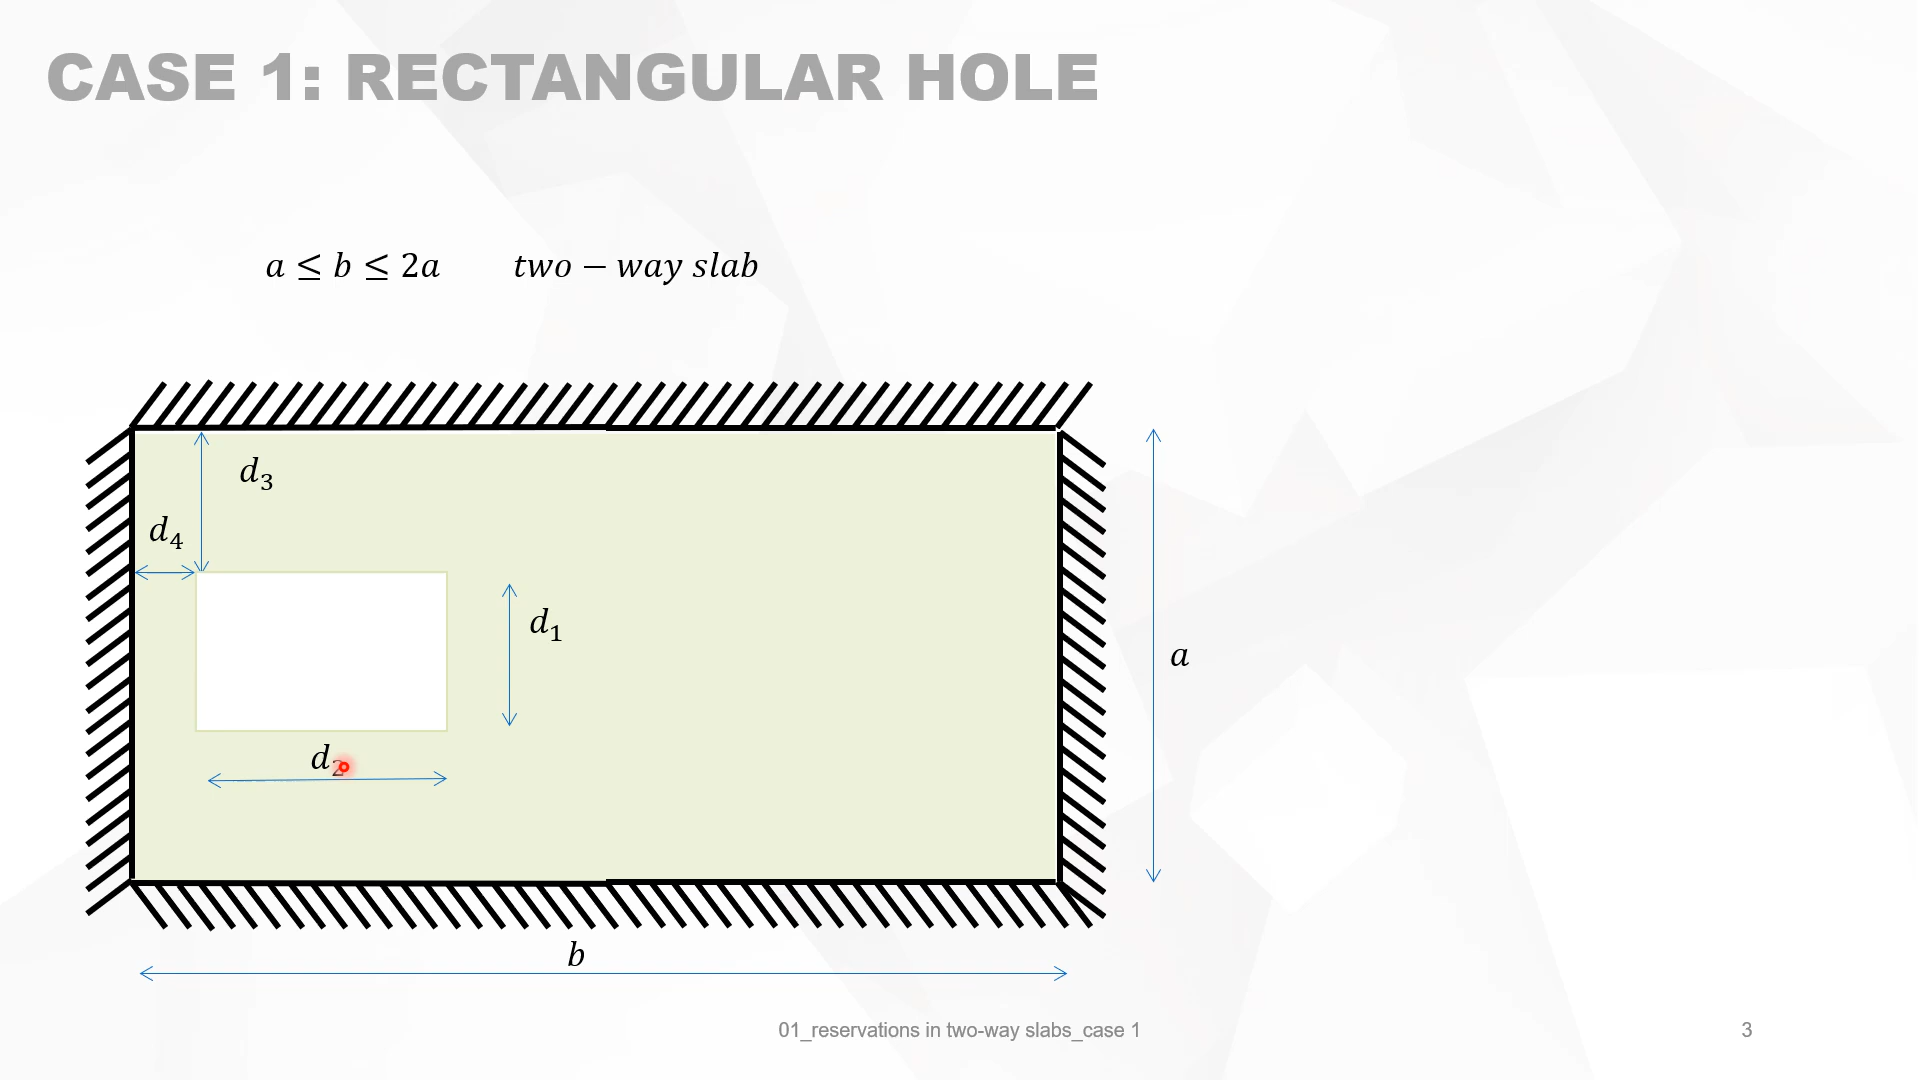 CASE 1: RECTANGULAR HOLE
a ≤ b ≤ 2a two − way slab
d₃
d₄
d₁
a
d₂
b
01_reservations in two-way slabs_case 1
3